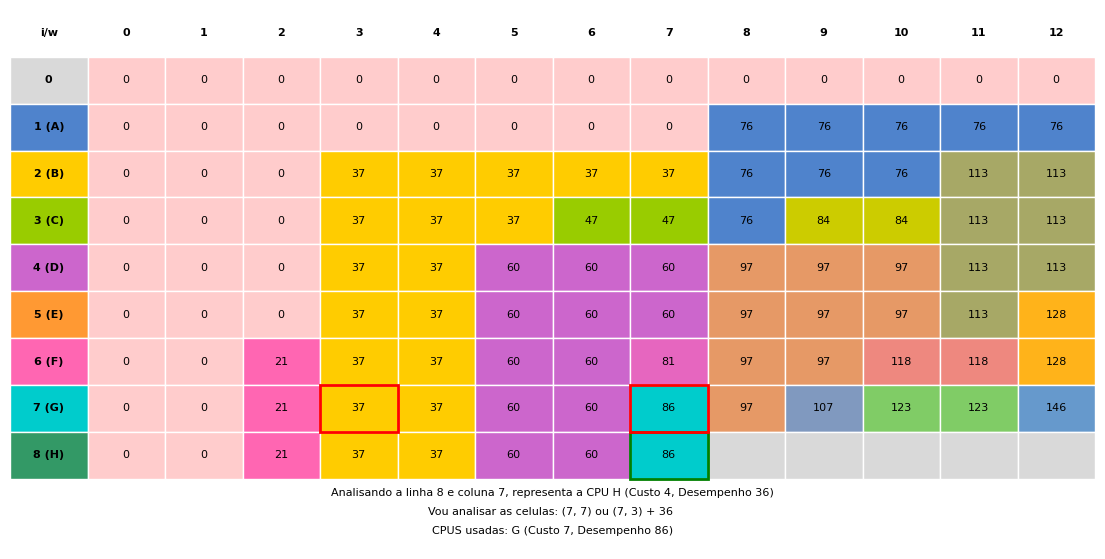 i/w 0 1 2 3 4 5 6 7 8 9 10 11 12
0 0 0 0 0 0 0 0 0 0 0 0 0 0
1 (A) 0 0 0 0 0 0 0 0 76 76 76 76 76
2 (B) 0 0 0 37 37 37 37 37 76 76 76 113 113
3 (C) 0 0 0 37 37 37 47 47 76 84 84 113 113
4 (D) 0 0 0 37 37 60 60 60 97 97 97 113 113
5 (E) 0 0 0 37 37 60 60 60 97 97 97 113 128
6 (F) 0 0 21 37 37 60 60 81 97 97 118 118 128
7 (G) 0 0 21 37 37 60 60 86 97 107 123 123 146
8 (H) 0 0 21 37 37 60 60 86
Analisando a linha 8 e coluna 7, representa a CPU H (Custo 4, Desempenho 36)
Vou analisar as celulas: (7, 7) ou (7, 3) + 36
CPUS usadas: G (Custo 7, Desempenho 86)